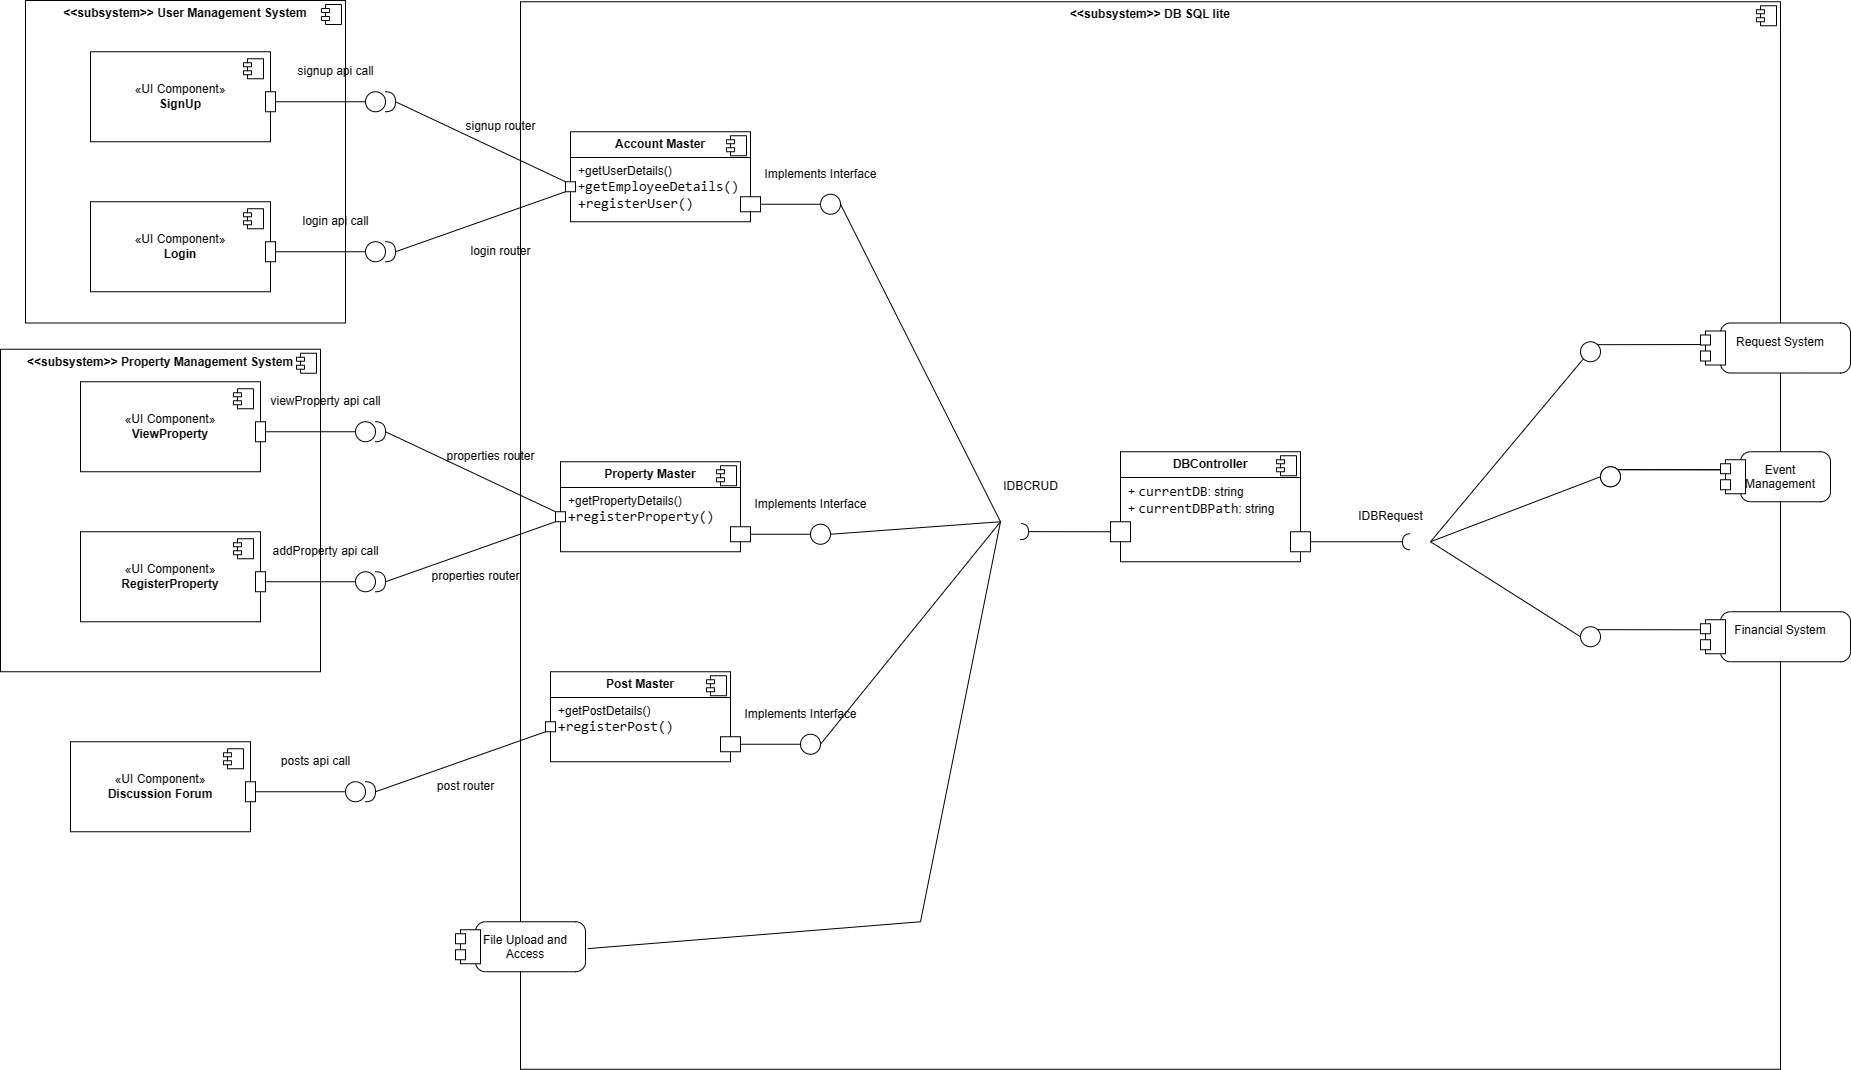 <<subsystem>> User Management System
«UI Component»
SignUp
signup api call
signup router
«UI Component»
Login
login api call
login router
<<subsystem>> Property Management System
«UI Component»
ViewProperty
viewProperty api call
properties router
«UI Component»
RegisterProperty
addProperty api call
properties router
«UI Component»
Discussion Forum
posts api call
post router
<<subsystem>> DB SQL lite
Account Master
+getUserDetails()
+getEmployeeDetails()
+registerUser()
Implements Interface
Property Master
+getPropertyDetails()
+registerProperty()
Implements Interface
Post Master
+getPostDetails()
+registerPost()
Implements Interface
File Upload and
Access
IDBCRUD
DBController
+ currentDB: string
+ currentDBPath: string
IDBRequest
Request System
Event
Management
Financial System